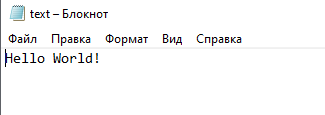 text – Блокнот
Файл Правка Формат Вид Справка
Hello World!